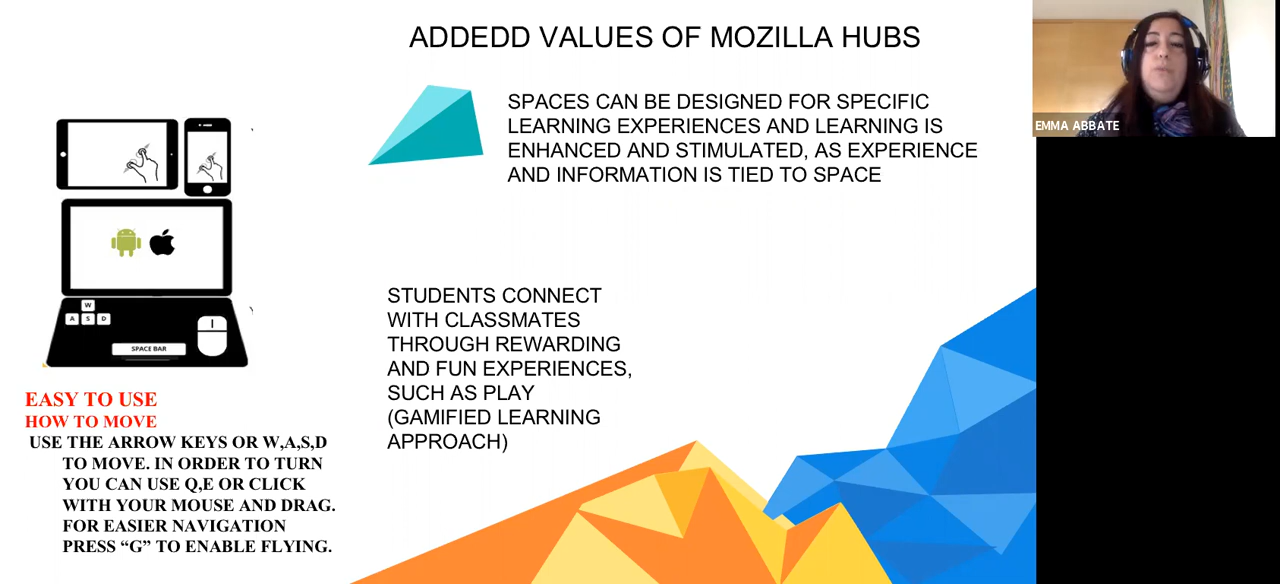 ADDEDD VALUES OF MOZILLA HUBS
SPACES CAN BE DESIGNED FOR SPECIFIC
LEARNING EXPERIENCES AND LEARNING IS
ENHANCED AND STIMULATED, AS EXPERIENCE
AND INFORMATION IS TIED TO SPACE
EMMA ABBATE
W
A S D
SPACE BAR
STUDENTS CONNECT
WITH CLASSMATES
THROUGH REWARDING
AND FUN EXPERIENCES,
SUCH AS PLAY
(GAMIFIED LEARNING
APPROACH)
EASY TO USE
HOW TO MOVE
USE THE ARROW KEYS OR W,A,S,D
TO MOVE. IN ORDER TO TURN
YOU CAN USE Q,E OR CLICK
WITH YOUR MOUSE AND DRAG.
FOR EASIER NAVIGATION
PRESS “G” TO ENABLE FLYING.